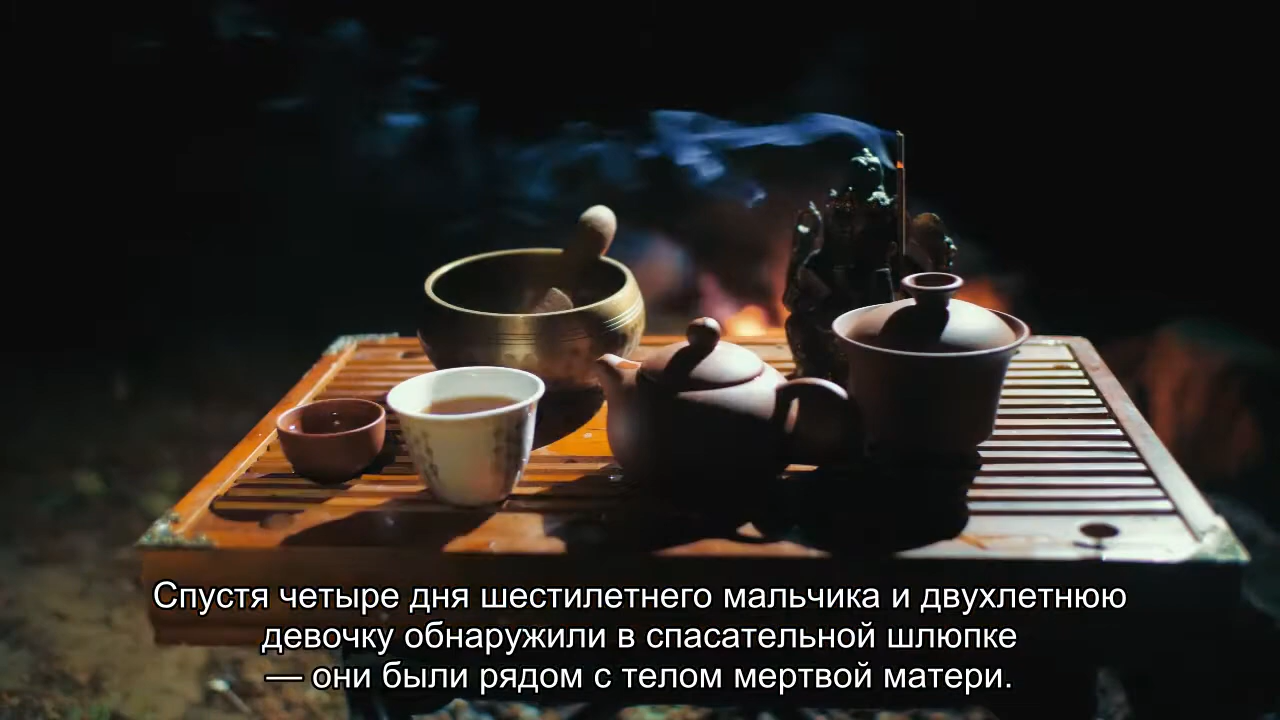 Спустя четыре дня шестилетнего мальчика и двухлетнюю
девочку обнаружили в спасательной шлюпке
— они были рядом с телом мертвой матери.